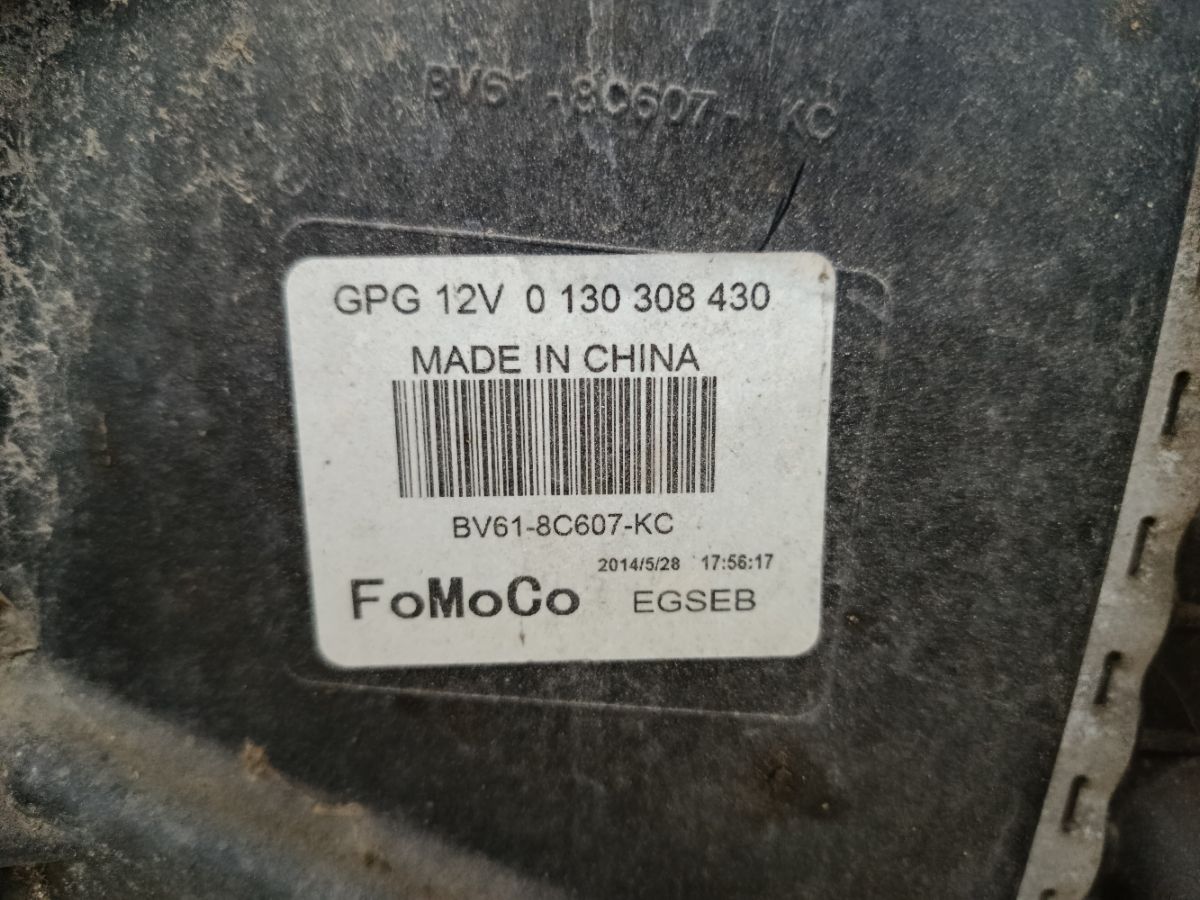 BV61-8C607-KC
GPG 12V 0 130 308 430
MADE IN CHINA
BV61-8C607-KC
2014/5/28 17:56:17
FoMoCo EGSEB